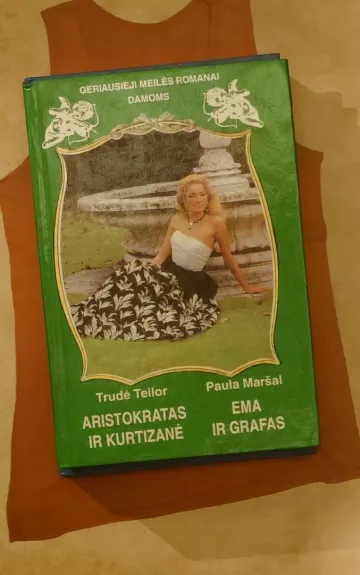 GERIAUSIEJI MEILĖS ROMANAI
DAMOMS
Trudė Teilor
ARISTOKRATAS
IR KURTIZANĖ
Paula Maršal
EMA
IR GRAFAS